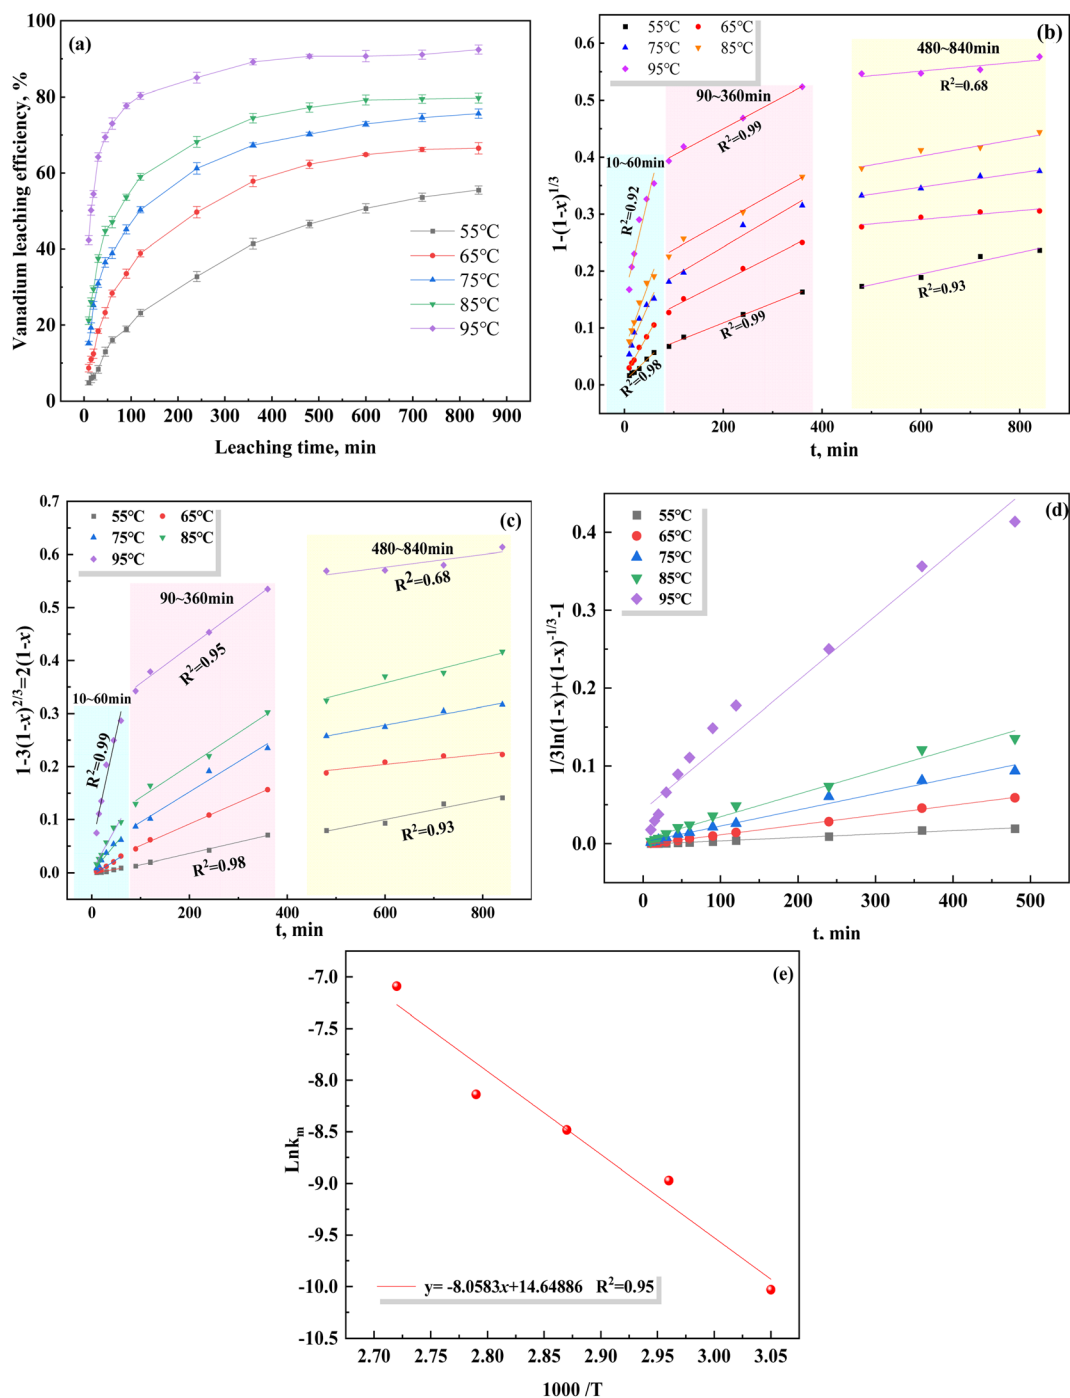 (a)
Vanadium leaching efficiency, %
100
80
60
40
20
0
55℃
65℃
75℃
85℃
95℃
0 100 200 300 400 500 600 700 800 900
Leaching time, min
(b)
1-(1-x)^1/3
0.6
0.5
0.4
0.3
0.2
0.1
0.0
55℃ 65℃
75℃ 85℃
95℃
480~840min
R²=0.68
90~360min
R²=0.99
10~60min
R²=0.92
R²=0.93
R²=0.99
R²=0.98
0 200 400 600 800
t, min
(c)
1-3(1-x)^2/3=2(1-x)
0.7
0.6
0.5
0.4
0.3
0.2
0.1
0.0
55℃ 65℃
75℃ 85℃
95℃
480~840min
R²=0.68
90~360min
R²=0.95
10~60min
R²=0.99
R²=0.93
R²=0.98
0 200 400 600 800
t, min
(d)
1/3ln(1-x)+(1-x)^-1/3-1
0.4
0.3
0.2
0.1
0.0
55℃
65℃
75℃
85℃
95℃
0 100 200 300 400 500
t, min
(e)
Lnk_m
-7.0
-7.5
-8.0
-8.5
-9.0
-9.5
-10.0
-10.5
y= -8.0583x+14.64886 R²=0.95
2.70 2.75 2.80 2.85 2.90 2.95 3.00 3.05
1000 /T